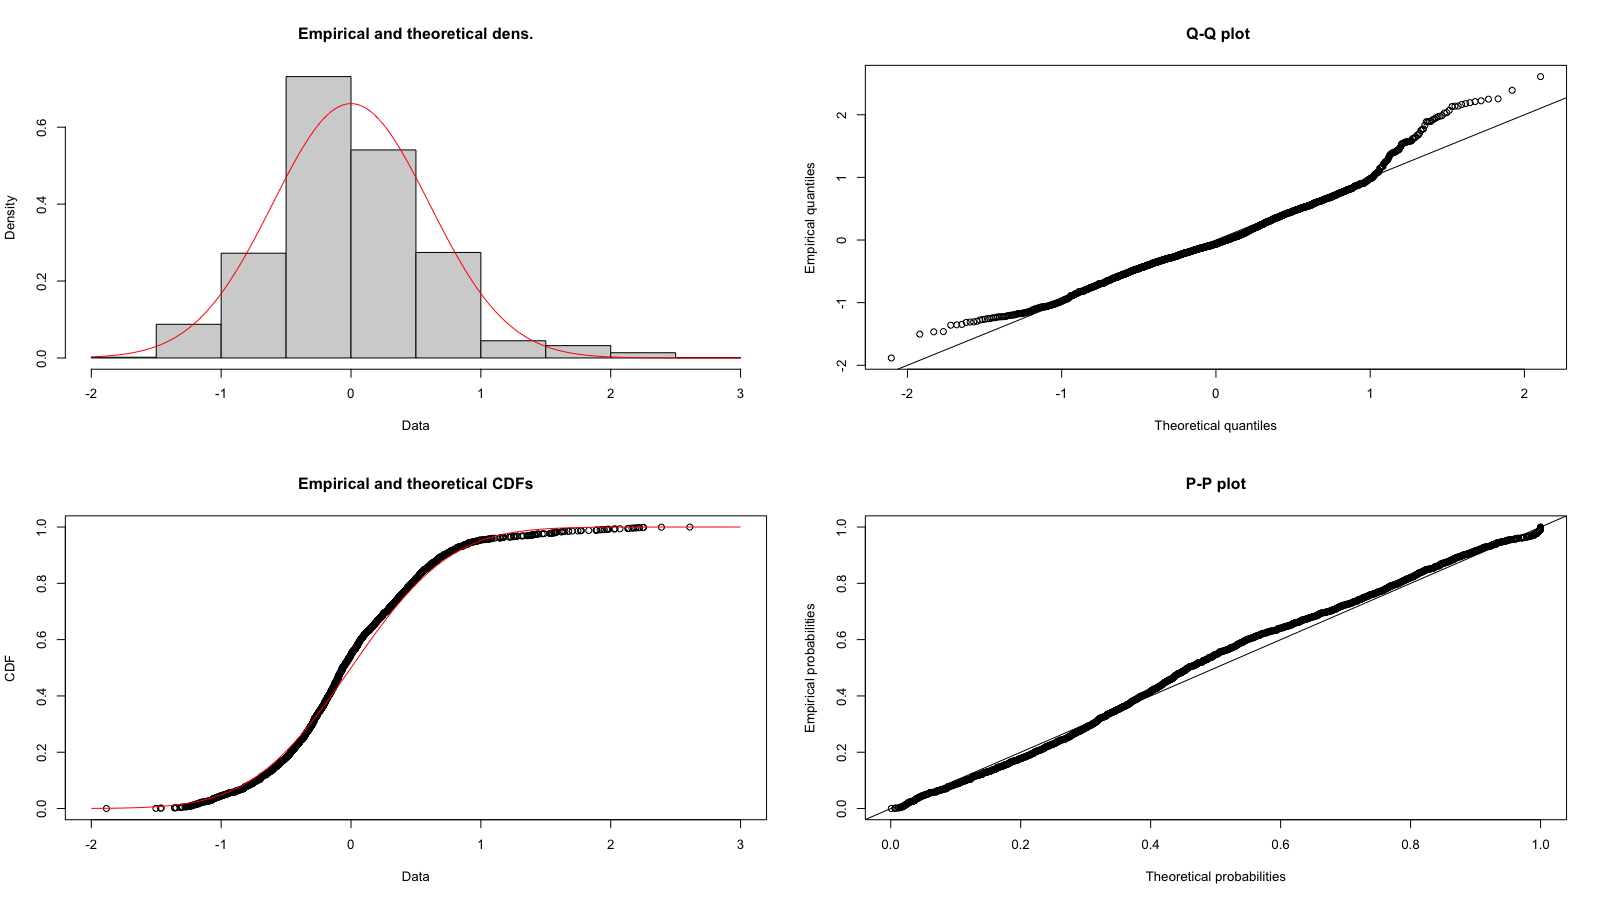 Empirical and theoretical dens.
Density
0.0 0.2 0.4 0.6
-2 -1 0 1 2 3
Data
Q-Q plot
Empirical quantiles
-2 -1 0 1 2
-2 -1 0 1 2
Theoretical quantiles
Empirical and theoretical CDFs
CDF
0.0 0.2 0.4 0.6 0.8 1.0
-2 -1 0 1 2 3
Data
P-P plot
Empirical probabilities
0.0 0.2 0.4 0.6 0.8 1.0
0.0 0.2 0.4 0.6 0.8 1.0
Theoretical probabilities